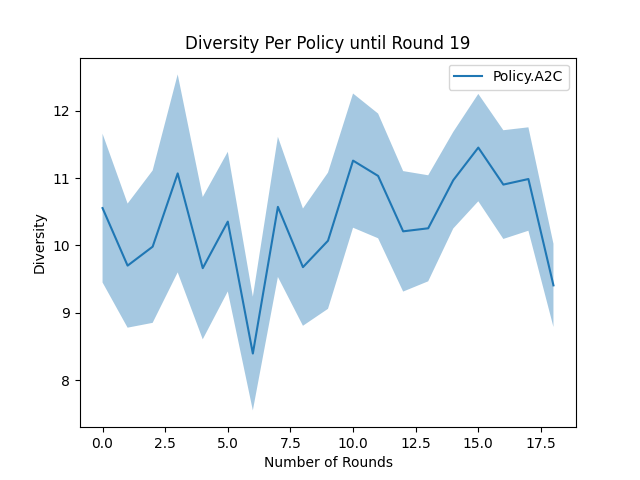 Diversity Per Policy until Round 19
Policy.A2C
12
11
10
9
8
Diversity
0.0 2.5 5.0 7.5 10.0 12.5 15.0 17.5
Number of Rounds